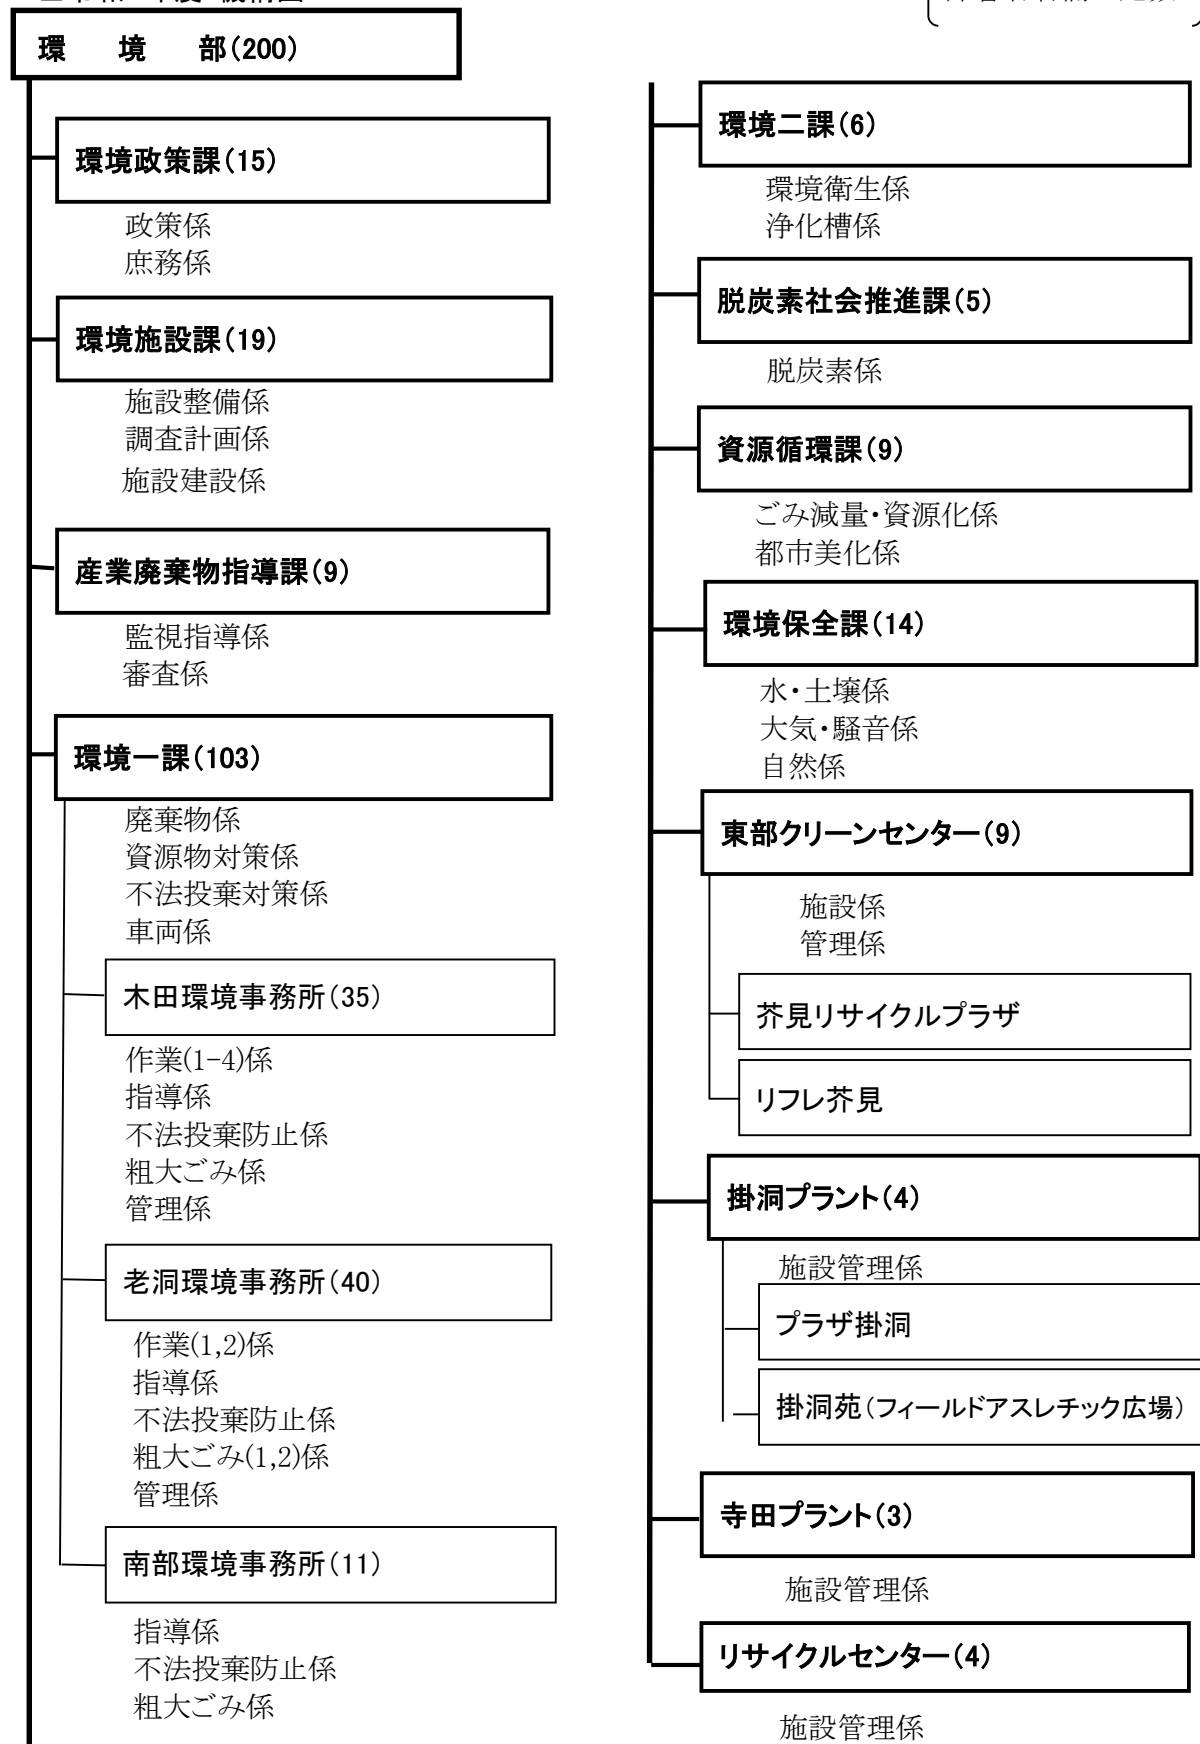 環 境 部(200)
環境政策課(15)
政策係
庶務係
環境施設課(19)
施設整備係
調査計画係
施設建設係
産業廃棄物指導課(9)
監視指導係
審査係
環境一課(103)
廃棄物係
資源物対策係
不法投棄対策係
車両係
木田環境事務所(35)
作業(1-4)係
指導係
不法投棄防止係
粗大ごみ係
管理係
老洞環境事務所(40)
作業(1,2)係
指導係
不法投棄防止係
粗大ごみ(1,2)係
管理係
南部環境事務所(11)
指導係
不法投棄防止係
粗大ごみ係
環境二課(6)
環境衛生係
浄化槽係
脱炭素社会推進課(5)
脱炭素係
資源循環課(9)
ごみ減量・資源化係
都市美化係
環境保全課(14)
水・土壌係
大気・騒音係
自然係
東部クリーンセンター(9)
施設係
管理係
芥見リサイクルプラザ
リフレ芥見
掛洞プラント(4)
施設管理係
プラザ掛洞
掛洞苑(フィールドアスレチック広場)
寺田プラント(3)
施設管理係
リサイクルセンター(4)
施設管理係